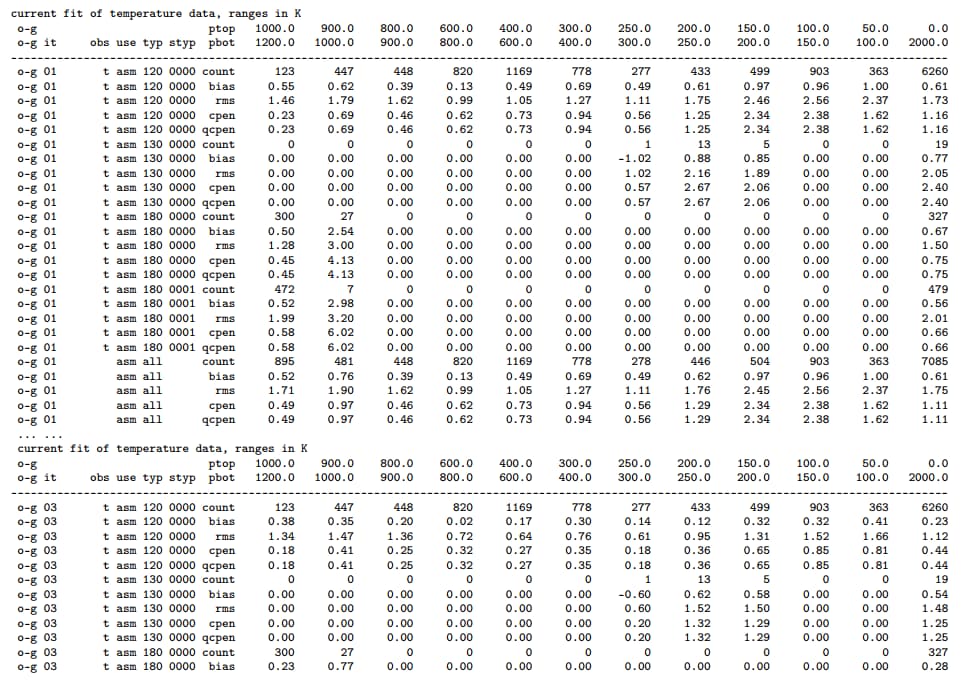 current fit of temperature data, ranges in K
o-g ptop 1000.0 900.0 800.0 600.0 400.0 300.0 250.0 200.0 150.0 100.0 50.0 0.0
o-g it obs use typ styp pbot 1200.0 1000.0 900.0 800.0 600.0 400.0 300.0 250.0 200.0 150.0 100.0 2000.0
--------------------------------------------------------------------------------
o-g 01 t asm 120 0000 count 123 447 448 820 1169 778 277 433 499 903 363 6260
o-g 01 t asm 120 0000 bias 0.55 0.62 0.39 0.13 0.49 0.69 0.49 0.61 0.97 0.96 1.00 0.61
o-g 01 t asm 120 0000 rms 1.46 1.79 1.62 0.99 1.05 1.27 1.11 1.75 2.46 2.56 2.37 1.73
o-g 01 t asm 120 0000 cpen 0.23 0.69 0.46 0.62 0.73 0.94 0.56 1.25 2.34 2.38 1.62 1.16
o-g 01 t asm 120 0000 qcpen 0.23 0.69 0.46 0.62 0.73 0.94 0.56 1.25 2.34 2.38 1.62 1.16
o-g 01 t asm 130 0000 count 0 0 0 0 0 0 1 13 5 0 0 19
o-g 01 t asm 130 0000 bias 0.00 0.00 0.00 0.00 0.00 0.00 -1.02 0.88 0.85 0.00 0.00 0.77
o-g 01 t asm 130 0000 rms 0.00 0.00 0.00 0.00 0.00 0.00 1.02 2.16 1.89 0.00 0.00 2.05
o-g 01 t asm 130 0000 cpen 0.00 0.00 0.00 0.00 0.00 0.00 0.57 2.67 2.06 0.00 0.00 2.40
o-g 01 t asm 130 0000 qcpen 0.00 0.00 0.00 0.00 0.00 0.00 0.57 2.67 2.06 0.00 0.00 2.40
o-g 01 t asm 180 0000 count 300 27 0 0 0 0 0 0 0 0 0 327
o-g 01 t asm 180 0000 bias 0.50 2.54 0.00 0.00 0.00 0.00 0.00 0.00 0.00 0.00 0.00 0.67
o-g 01 t asm 180 0000 rms 1.28 3.00 0.00 0.00 0.00 0.00 0.00 0.00 0.00 0.00 0.00 1.50
o-g 01 t asm 180 0000 cpen 0.45 4.13 0.00 0.00 0.00 0.00 0.00 0.00 0.00 0.00 0.00 0.75
o-g 01 t asm 180 0000 qcpen 0.45 4.13 0.00 0.00 0.00 0.00 0.00 0.00 0.00 0.00 0.00 0.75
o-g 01 t asm 180 0001 count 472 7 0 0 0 0 0 0 0 0 0 479
o-g 01 t asm 180 0001 bias 0.52 2.98 0.00 0.00 0.00 0.00 0.00 0.00 0.00 0.00 0.00 0.56
o-g 01 t asm 180 0001 rms 1.99 3.20 0.00 0.00 0.00 0.00 0.00 0.00 0.00 0.00 0.00 2.01
o-g 01 t asm 180 0001 cpen 0.58 6.02 0.00 0.00 0.00 0.00 0.00 0.00 0.00 0.00 0.00 0.66
o-g 01 t asm 180 0001 qcpen 0.58 6.02 0.00 0.00 0.00 0.00 0.00 0.00 0.00 0.00 0.00 0.66
o-g 01 asm all count 895 481 448 820 1169 778 278 446 504 903 363 7085
o-g 01 asm all bias 0.52 0.76 0.39 0.13 0.49 0.69 0.49 0.62 0.97 0.96 1.00 0.61
o-g 01 asm all rms 1.71 1.90 1.62 0.99 1.05 1.27 1.11 1.76 2.45 2.56 2.37 1.75
o-g 01 asm all cpen 0.49 0.97 0.46 0.62 0.73 0.94 0.56 1.29 2.34 2.38 1.62 1.11
o-g 01 asm all qcpen 0.49 0.97 0.46 0.62 0.73 0.94 0.56 1.29 2.34 2.38 1.62 1.11
... ...
current fit of temperature data, ranges in K
o-g ptop 1000.0 900.0 800.0 600.0 400.0 300.0 250.0 200.0 150.0 100.0 50.0 0.0
o-g it obs use typ styp pbot 1200.0 1000.0 900.0 800.0 600.0 400.0 300.0 250.0 200.0 150.0 100.0 2000.0
--------------------------------------------------------------------------------
o-g 03 t asm 120 0000 count 123 447 448 820 1169 778 277 433 499 903 363 6260
o-g 03 t asm 120 0000 bias 0.38 0.35 0.20 0.02 0.17 0.30 0.14 0.12 0.32 0.32 0.41 0.23
o-g 03 t asm 120 0000 rms 1.34 1.47 1.36 0.72 0.64 0.76 0.61 0.95 1.31 1.52 1.66 1.12
o-g 03 t asm 120 0000 cpen 0.18 0.41 0.25 0.32 0.27 0.35 0.18 0.36 0.65 0.85 0.81 0.44
o-g 03 t asm 120 0000 qcpen 0.18 0.41 0.25 0.32 0.27 0.35 0.18 0.36 0.65 0.85 0.81 0.44
o-g 03 t asm 130 0000 count 0 0 0 0 0 0 1 13 5 0 0 19
o-g 03 t asm 130 0000 bias 0.00 0.00 0.00 0.00 0.00 0.00 -0.60 0.62 0.58 0.00 0.00 0.54
o-g 03 t asm 130 0000 rms 0.00 0.00 0.00 0.00 0.00 0.00 0.60 1.52 1.50 0.00 0.00 1.48
o-g 03 t asm 130 0000 cpen 0.00 0.00 0.00 0.00 0.00 0.00 0.20 1.32 1.29 0.00 0.00 1.25
o-g 03 t asm 130 0000 qcpen 0.00 0.00 0.00 0.00 0.00 0.00 0.20 1.32 1.29 0.00 0.00 1.25
o-g 03 t asm 180 0000 count 300 27 0 0 0 0 0 0 0 0 0 327
o-g 03 t asm 180 0000 bias 0.23 0.77 0.00 0.00 0.00 0.00 0.00 0.00 0.00 0.00 0.00 0.28